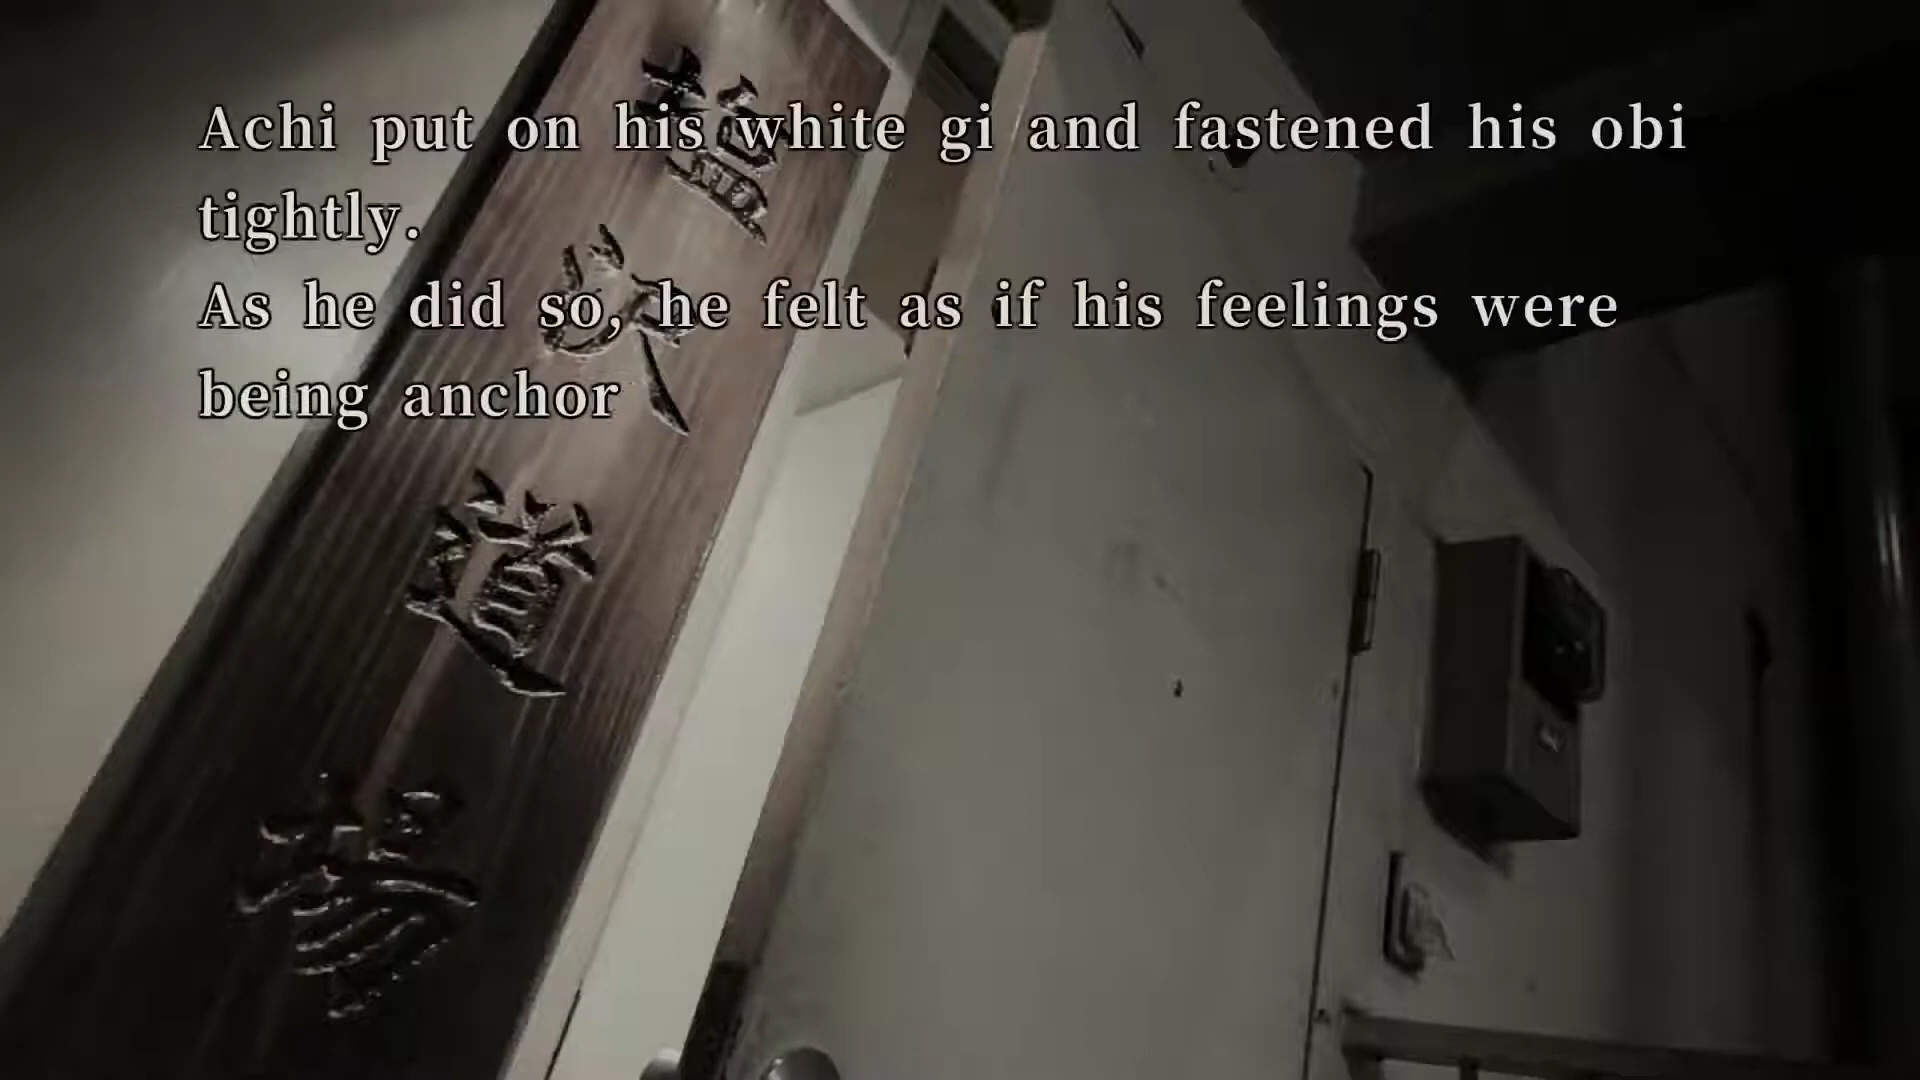 Achi put on his white gi and fastened his obi
tightly.
As he did so, he felt as if his feelings were
being anchor
道
場